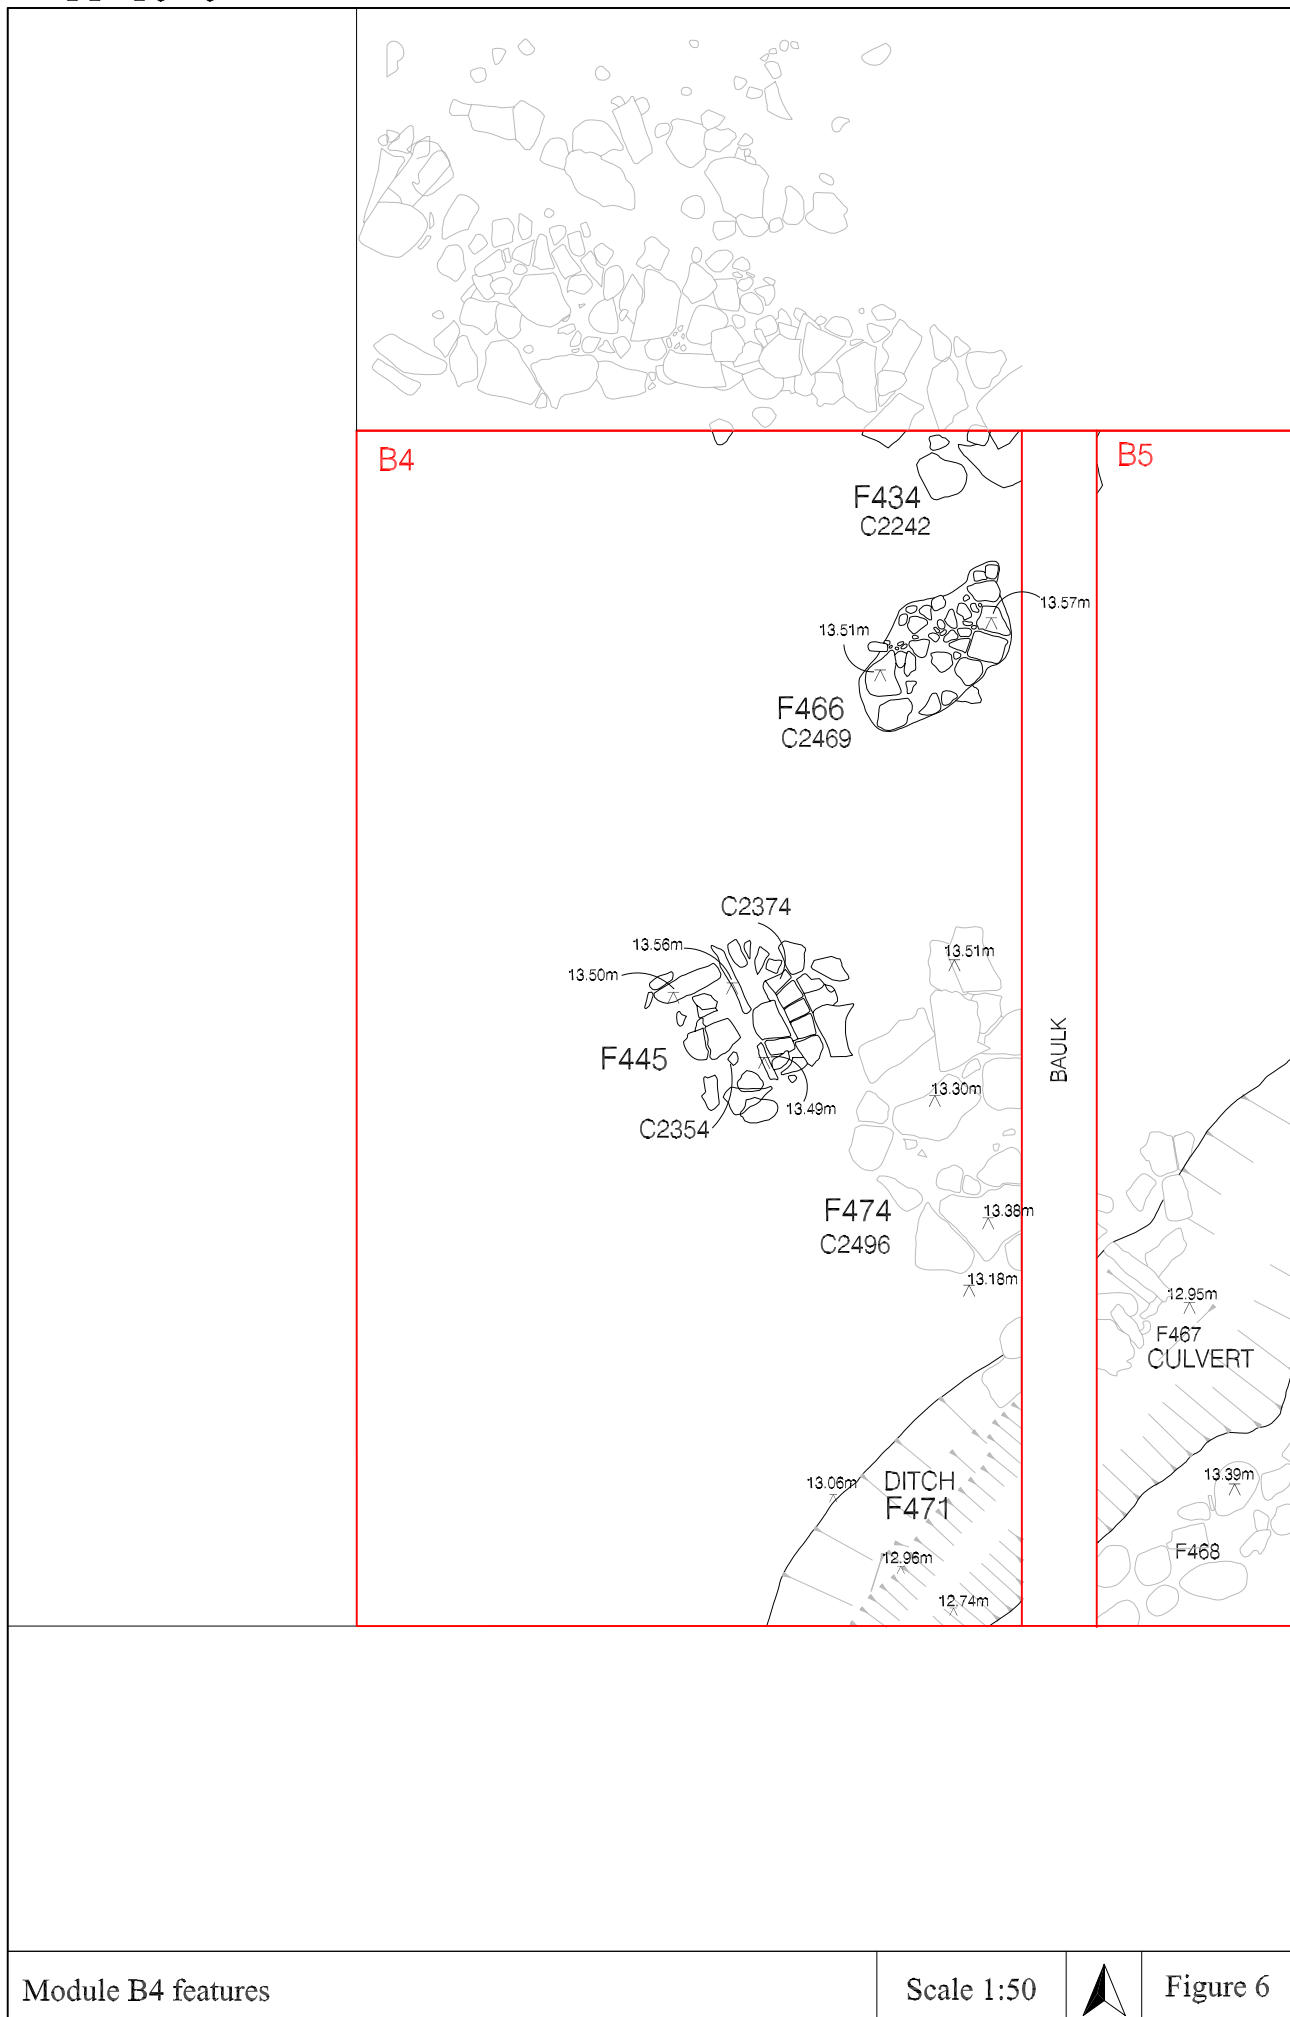 B4
B5
F434
C2242
13.57m
13.51m
F466
C2469
C2374
13.56m
13.51m
13.50m
BAULK
F445
13.30m
13.49m
C2354
F474
13.38m
C2496
13.18m
12.95m
F467
CULVERT
13.39m
13.06m
DITCH
F471
F468
12.96m
12.74m
Module B4 features
Scale 1:50
Figure 6